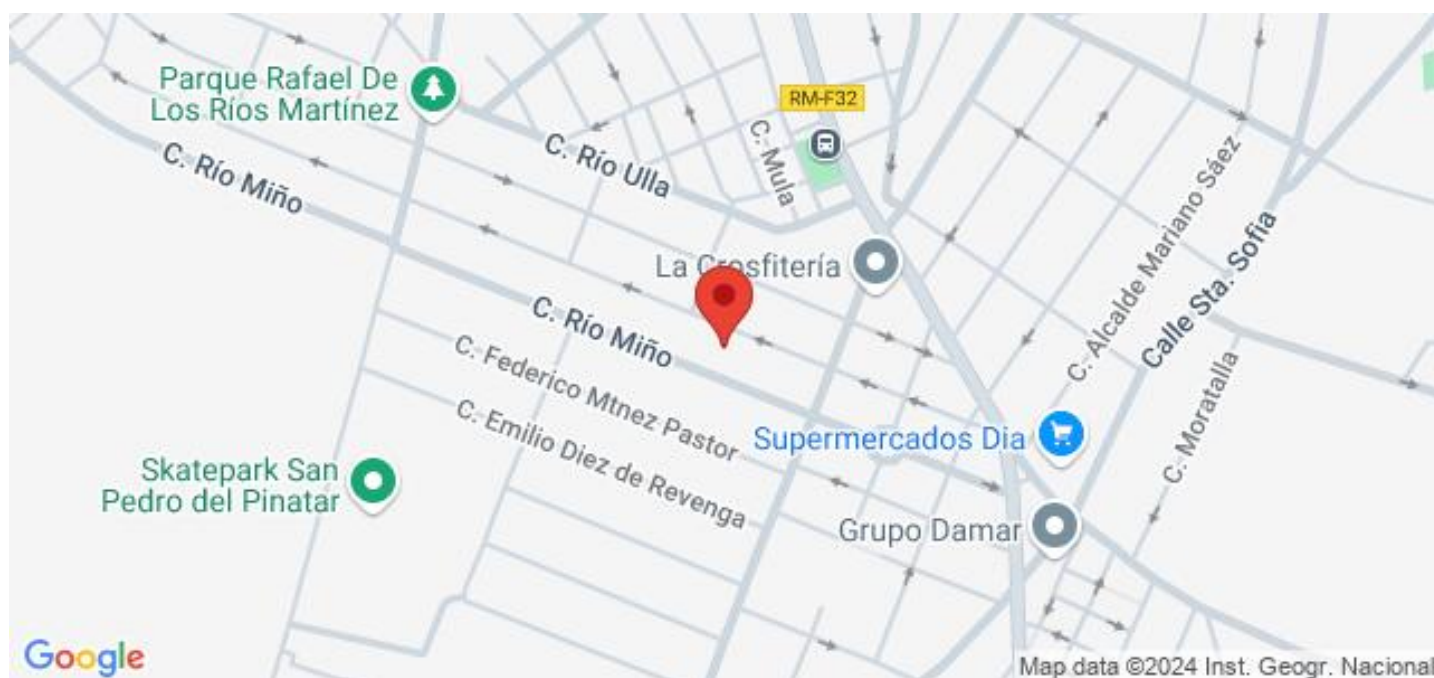 Parque Rafael De
Los Ríos Martínez
RM-F32
C. Río Miño
C. Río Ulla
C. Mula
C. Alcalde Mariano Sáez
Calle Sta. Sofia
La Crosfitería
C. Río Miño
C. Federico Mtnez Pastor
C. Moratalla
C. Emilio Diez de Revenga
Supermercados Dia
Skatepark San
Pedro del Pinatar
Grupo Damar
Google
Map data ©2024 Inst. Geogr. Nacional